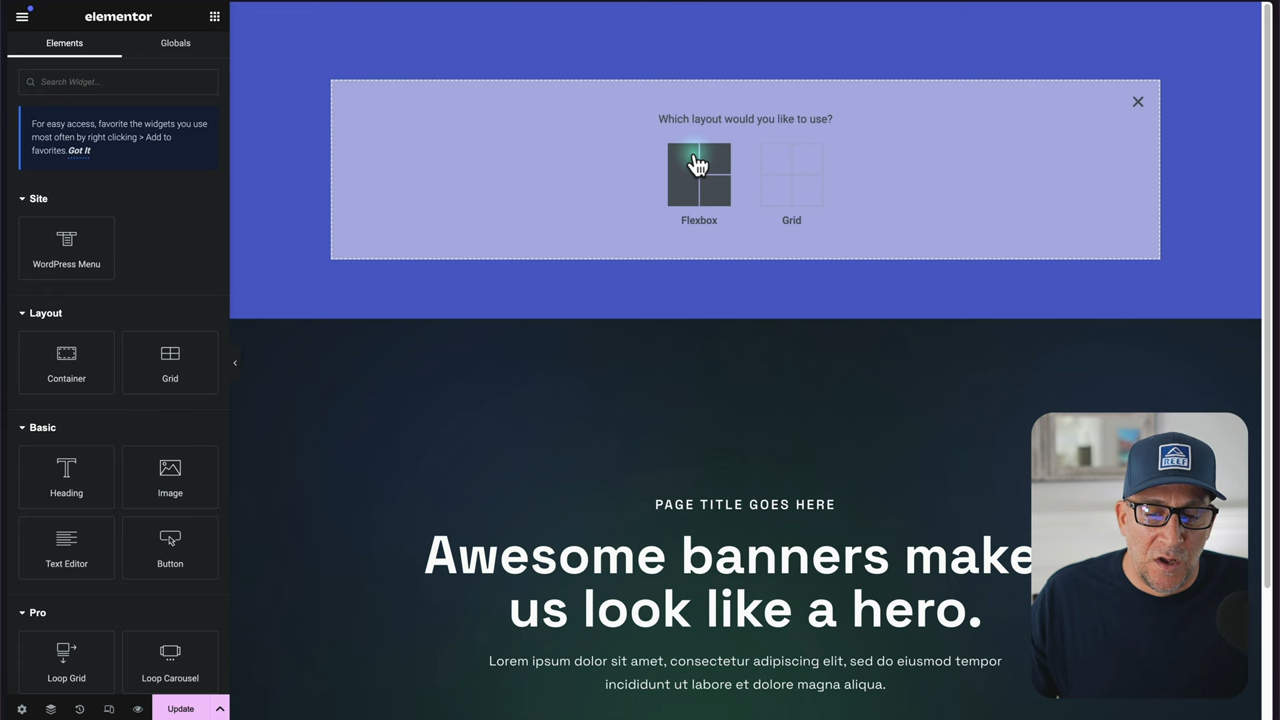 elementor
Elements
Globals
Search Widget...
For easy access, favorite the widgets you use
most often by right clicking > Add to
favorites. Got It
Site
WordPress Menu
Layout
Container
Grid
Basic
Heading
Image
Text Editor
Button
Pro
Loop Grid
Loop Carousel
Update
Which layout would you like to use?
Flexbox
Grid
PAGE TITLE GOES HERE
Awesome banners make
us look like a hero.
Lorem ipsum dolor sit amet, consectetur adipiscing elit, sed do eiusmod tempor
incididunt ut labore et dolore magna aliqua.
REEF